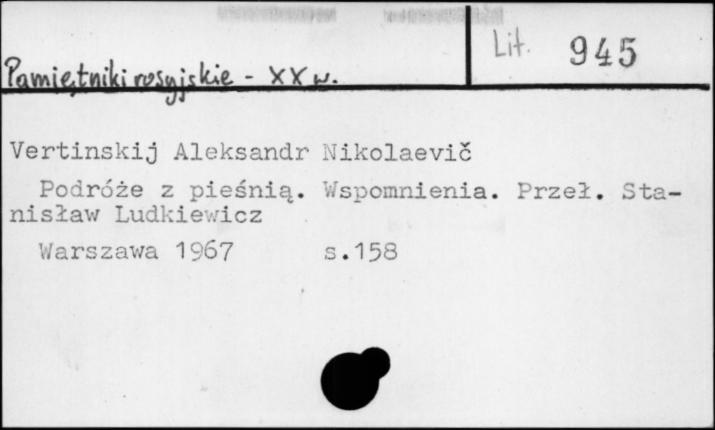 Pamiętniki rosyjskie - XX w.
Lit. 945
Vertinskij Aleksandr Nikolaevič
Podróże z pieśnią. Wspomnienia. Przeł. Sta-
nisław Ludkiewicz
Warszawa 1967 s.158